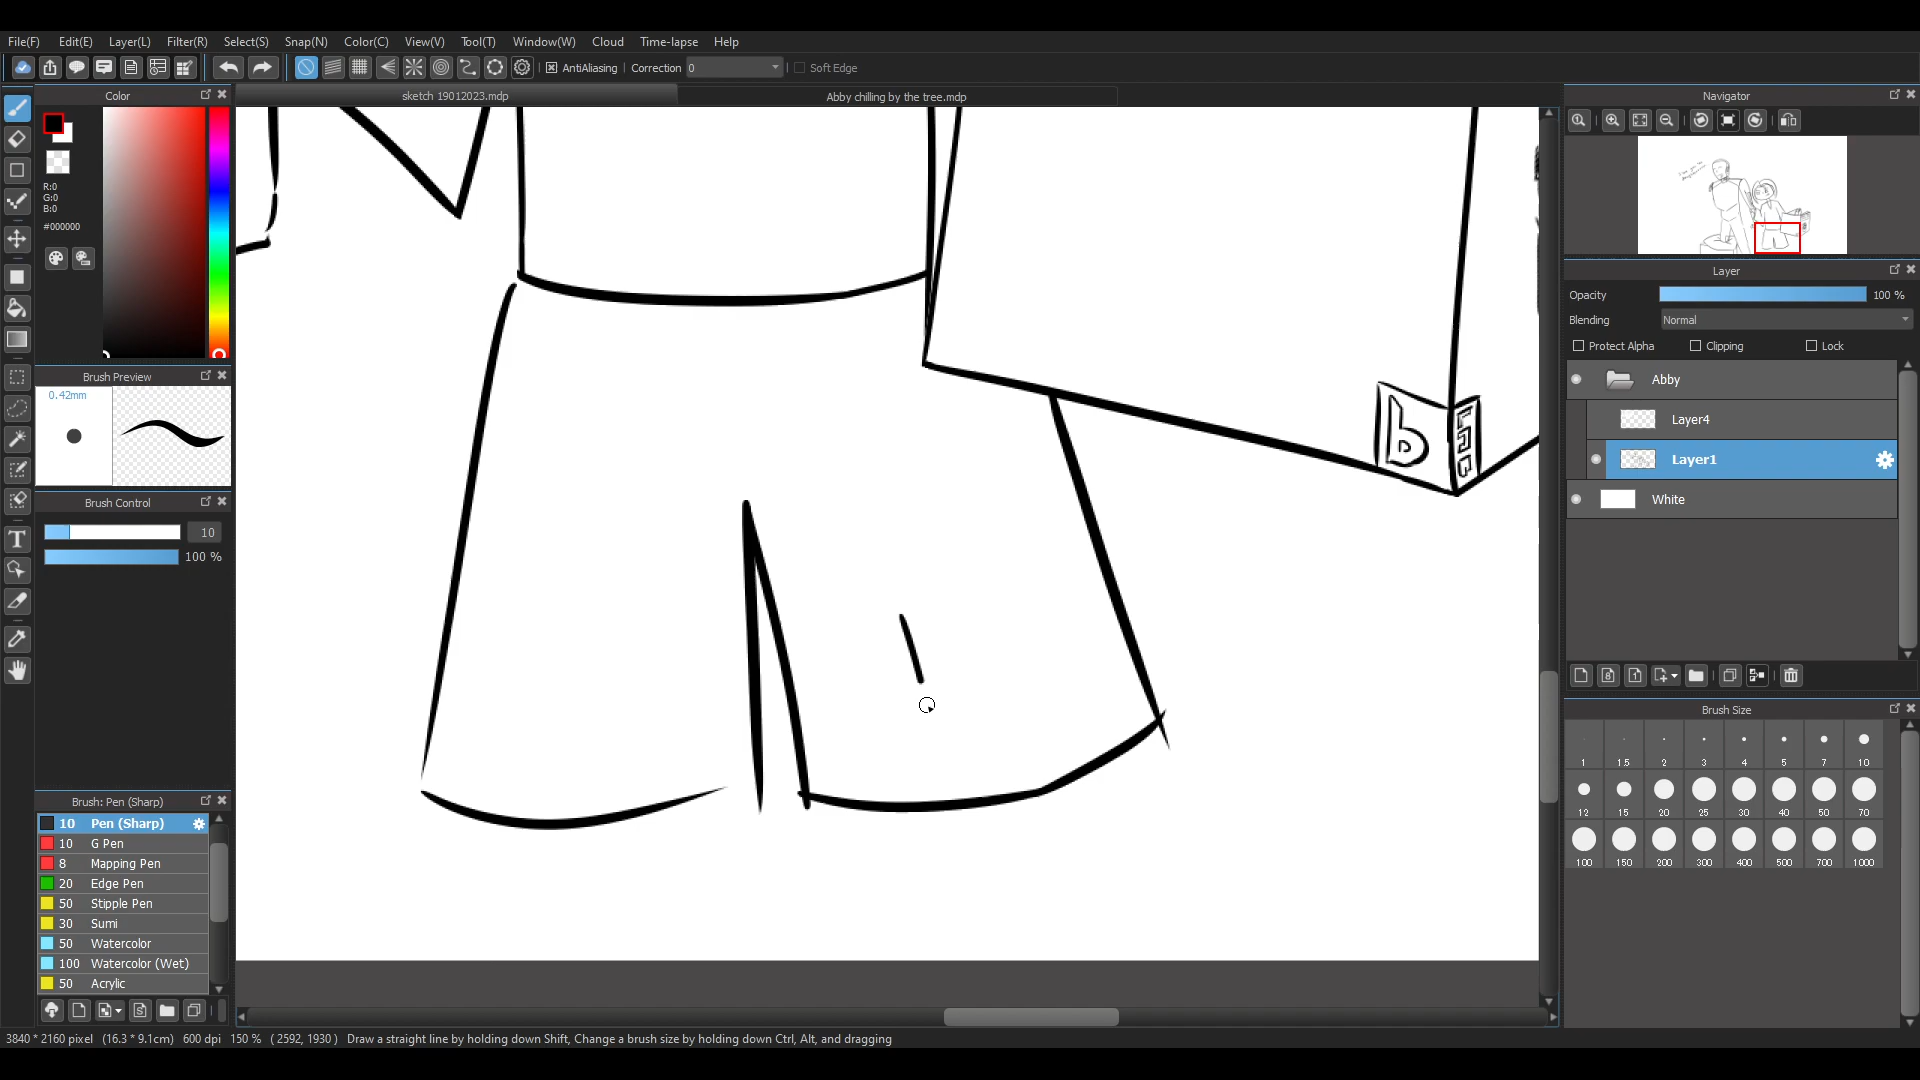 File(F) Edit(E) Layer(L) Filter(R) Select(S) Snap(N) Color(C) View(V) Tool(T) Window(W) Cloud Time-lapse Help
AntiAliasing Correction 0 Soft Edge
Color
sketch 19012023.mdp
Abby chilling by the tree.mdp
Navigator
R:0
G:0
B:0
#000000
Layer
Opacity 100 %
Blending Normal
Protect Alpha Clipping Lock
Abby
Layer4
Layer1
White
Brush Preview
0.42mm
Brush Control
10
100 %
b
Brush Size
1 1.5 2 3 4 5 7 10
12 15 20 25 30 40 50 70
100 150 200 300 400 500 700 1000
Brush: Pen (Sharp)
10 Pen (Sharp)
10 G Pen
8 Mapping Pen
20 Edge Pen
50 Stipple Pen
30 Sumi
50 Watercolor
100 Watercolor (Wet)
50 Acrylic
3840 * 2160 pixel (16.3 * 9.1cm) 600 dpi 150 % ( 2592, 1930 ) Draw a straight line by holding down Shift, Change a brush size by holding down Ctrl, Alt, and dragging